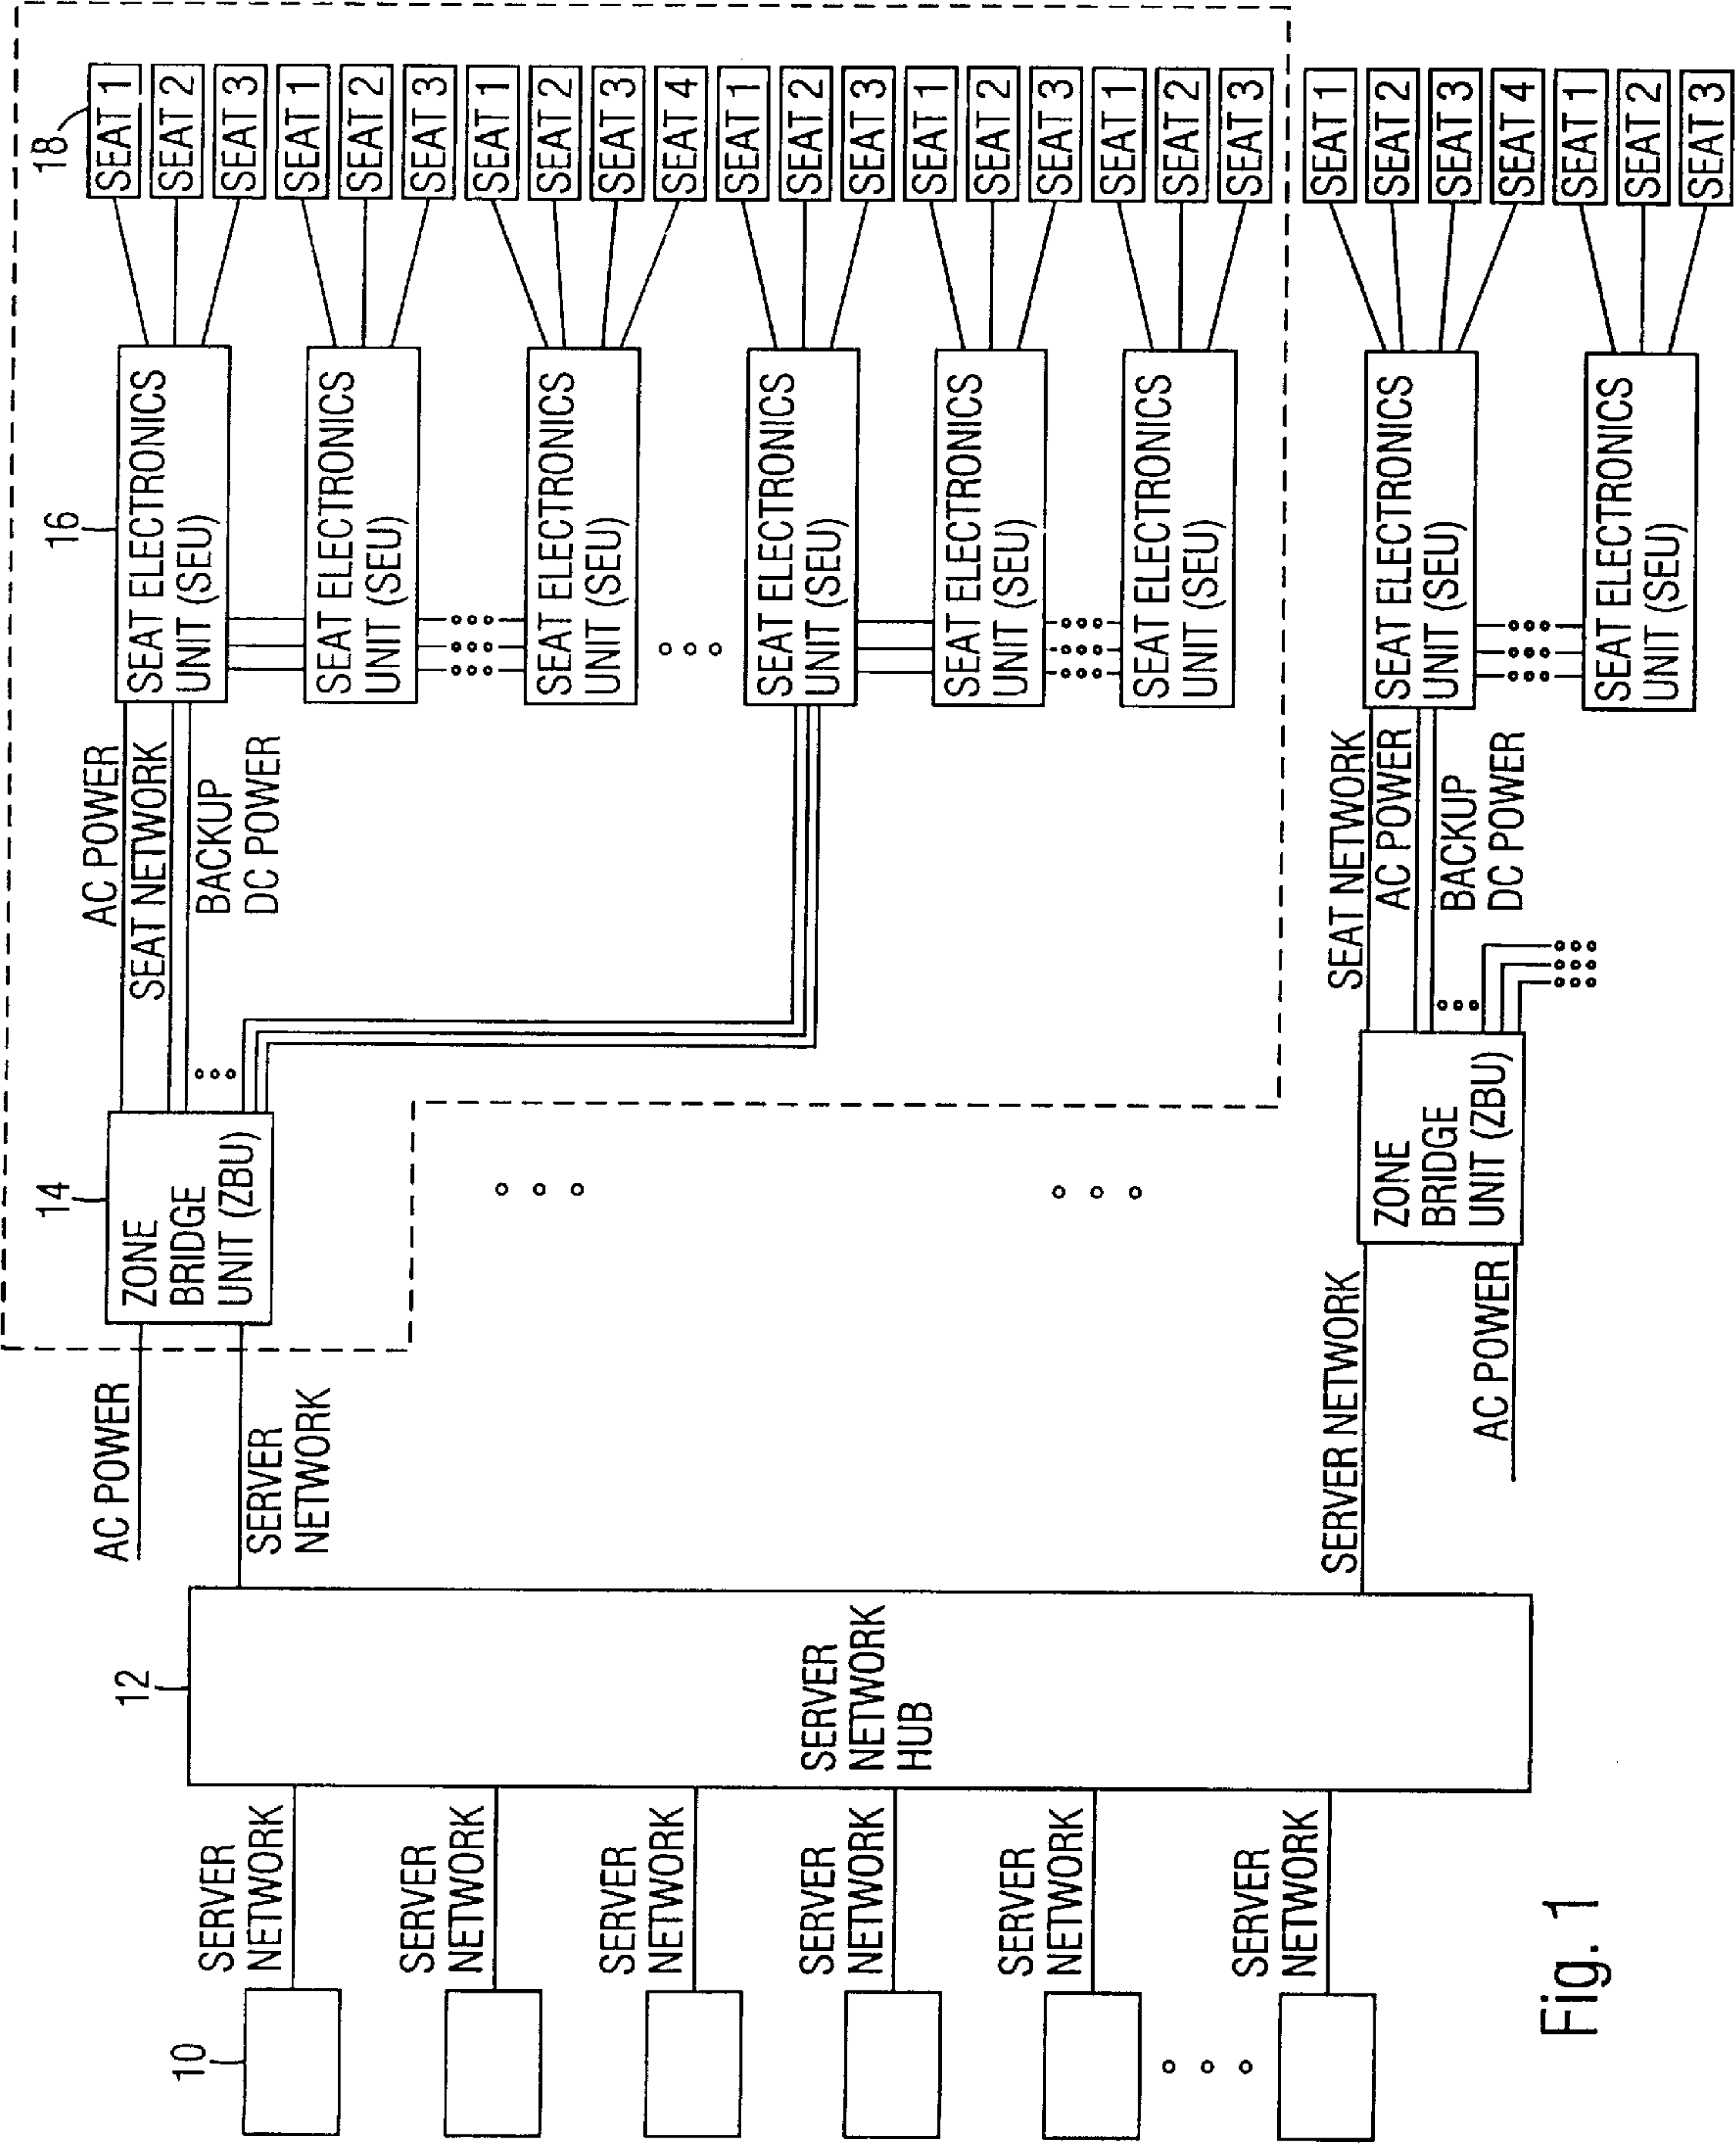 10
SERVER
NETWORK
SERVER
NETWORK
SERVER
NETWORK
SERVER
NETWORK
SERVER
NETWORK
SERVER
NETWORK
12
SERVER
NETWORK
HUB
AC POWER
SERVER
NETWORK
SERVER NETWORK
AC POWER
14
ZONE
BRIDGE
UNIT (ZBU)
ZONE
BRIDGE
UNIT (ZBU)
AC POWER
SEAT NETWORK
BACKUP
DC POWER
SEAT NETWORK
AC POWER
BACKUP
DC POWER
16
SEAT ELECTRONICS
UNIT (SEU)
SEAT ELECTRONICS
UNIT (SEU)
SEAT ELECTRONICS
UNIT (SEU)
SEAT ELECTRONICS
UNIT (SEU)
SEAT ELECTRONICS
UNIT (SEU)
SEAT ELECTRONICS
UNIT (SEU)
SEAT ELECTRONICS
UNIT (SEU)
SEAT ELECTRONICS
UNIT (SEU)
18
SEAT 1
SEAT 2
SEAT 3
SEAT 1
SEAT 2
SEAT 3
SEAT 1
SEAT 2
SEAT 3
SEAT 4
SEAT 1
SEAT 2
SEAT 3
SEAT 1
SEAT 2
SEAT 3
SEAT 1
SEAT 2
SEAT 3
SEAT 1
SEAT 2
SEAT 3
SEAT 4
SEAT 1
SEAT 2
SEAT 3
Fig. 1